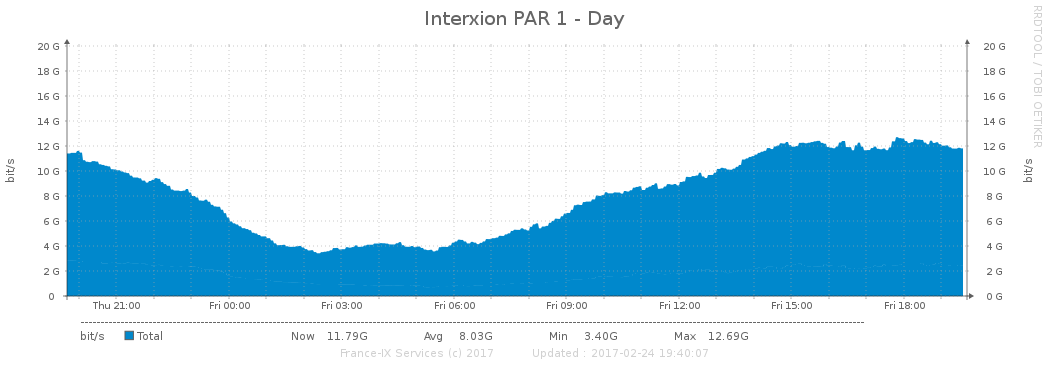 Interxion PAR 1 - Day
RRDTOOL / TOBI OETIKER
bit/s
20 G 20 G
18 G 18 G
16 G 16 G
14 G 14 G
12 G 12 G
10 G 10 G
8 G 8 G
6 G 6 G
4 G 4 G
2 G 2 G
0 0 G
bit/s
Thu 21:00 Fri 00:00 Fri 03:00 Fri 06:00 Fri 09:00 Fri 12:00 Fri 15:00 Fri 18:00
bit/s Total Now 11.79G Avg 8.03G Min 3.40G Max 12.69G
France-IX Services (c) 2017 Updated : 2017-02-24 19:40:07